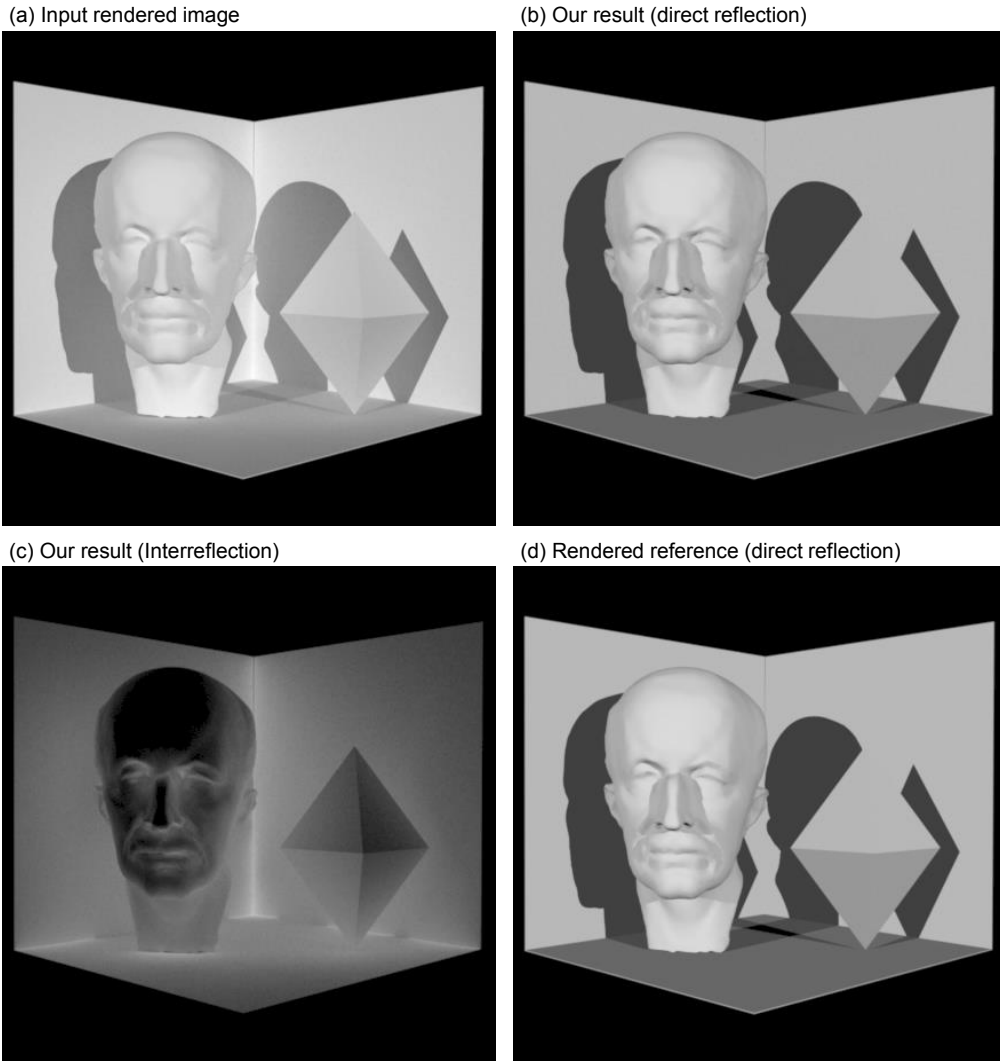 (a) Input rendered image
(b) Our result (direct reflection)
(c) Our result (Interreflection)
(d) Rendered reference (direct reflection)